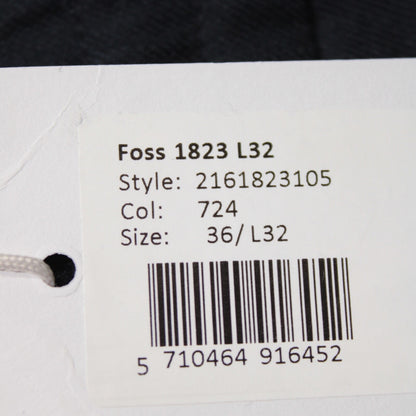 Foss 1823 L32
Style: 2161823105
Col: 724
Size: 36/ L32
5 710464 916452